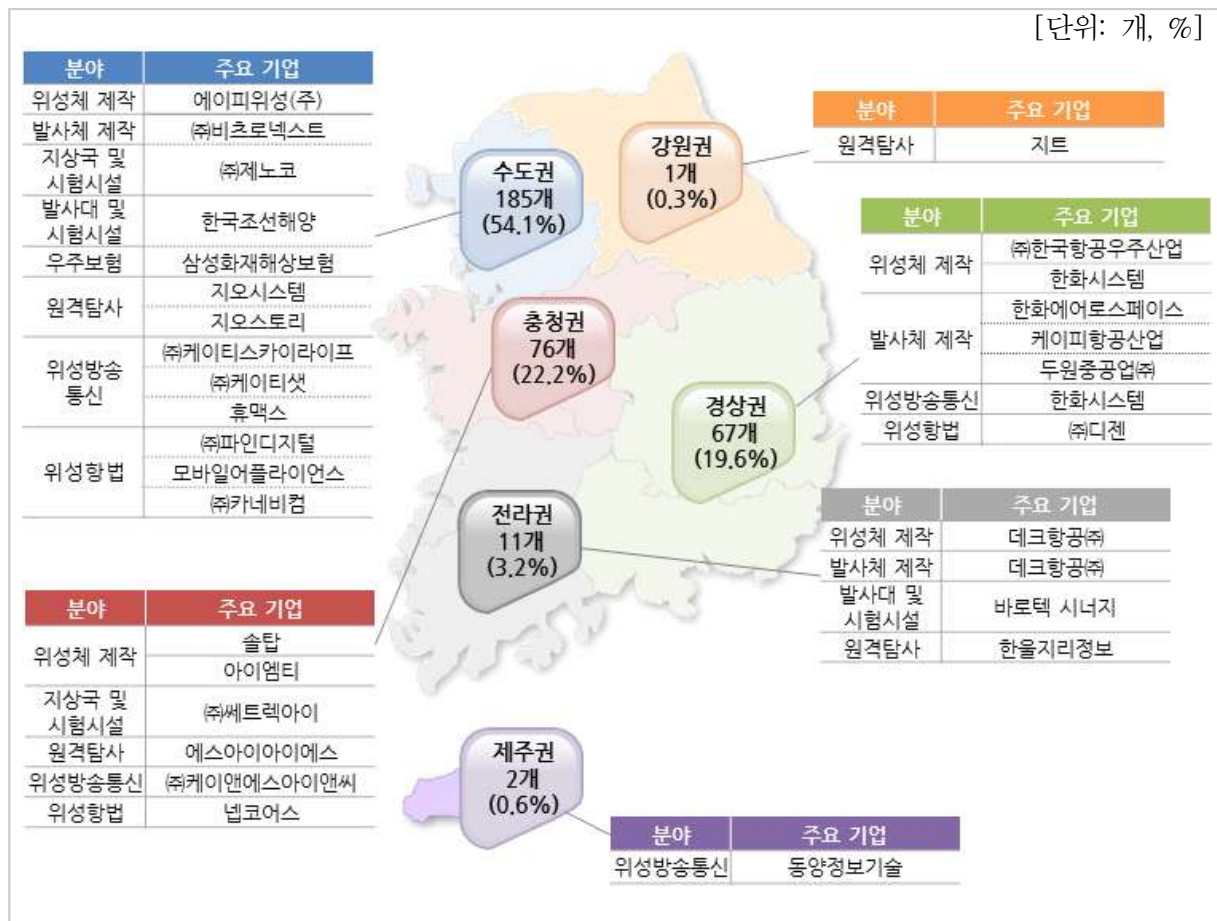 [단위: 개, %]
분야 주요 기업
위성체 제작 에이피위성(주)
발사체 제작 ㈜비츠로넥스트
지상국 및
시험시설 ㈜제노코
발사대 및
시험시설 한국조선해양
우주보험 삼성화재해상보험
원격탐사 지오시스템
지오스토리
위성방송
통신 ㈜케이티스카이라이프
㈜케이티샛
휴맥스
위성항법 ㈜파인디지털
모바일어플라이언스
㈜카네비컴
수도권
185개
(54.1%)
강원권
1개
(0.3%)
분야 주요 기업
원격탐사 지트
충청권
76개
(22.2%)
경상권
67개
(19.6%)
분야 주요 기업
위성체 제작 ㈜한국항공우주산업
한화시스템
발사체 제작 한화에어로스페이스
케이피항공산업
두원중공업㈜
위성방송통신 한화시스템
위성항법 ㈜디젠
전라권
11개
(3.2%)
분야 주요 기업
위성체 제작 데크항공㈜
발사체 제작 데크항공㈜
발사대 및
시험시설 바로텍 시너지
원격탐사 한울지리정보
분야 주요 기업
위성체 제작 솔탑
아이엠티
지상국 및
시험시설 ㈜쎄트렉아이
원격탐사 에스아이아이에스
위성방송통신 ㈜케이앤에스아이앤씨
위성항법 넵코어스
제주권
2개
(0.6%)
분야 주요 기업
위성방송통신 동양정보기술